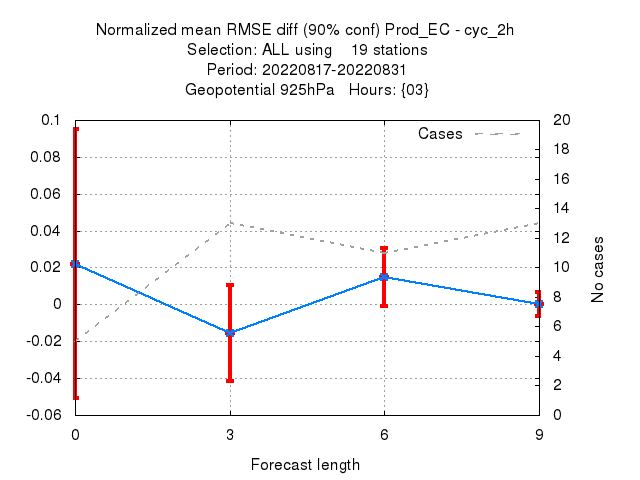 Normalized mean RMSE diff (90% conf) Prod_EC - cyc_2h
Selection: ALL using    19 stations
Period: 20220817-20220831
Geopotential 925hPa   Hours: {03}
Cases
0.1
0.08
0.06
0.04
0.02
0
-0.02
-0.04
-0.06
20
18
16
14
12
10
8
6
4
2
0
No cases
0 3 6 9
Forecast length